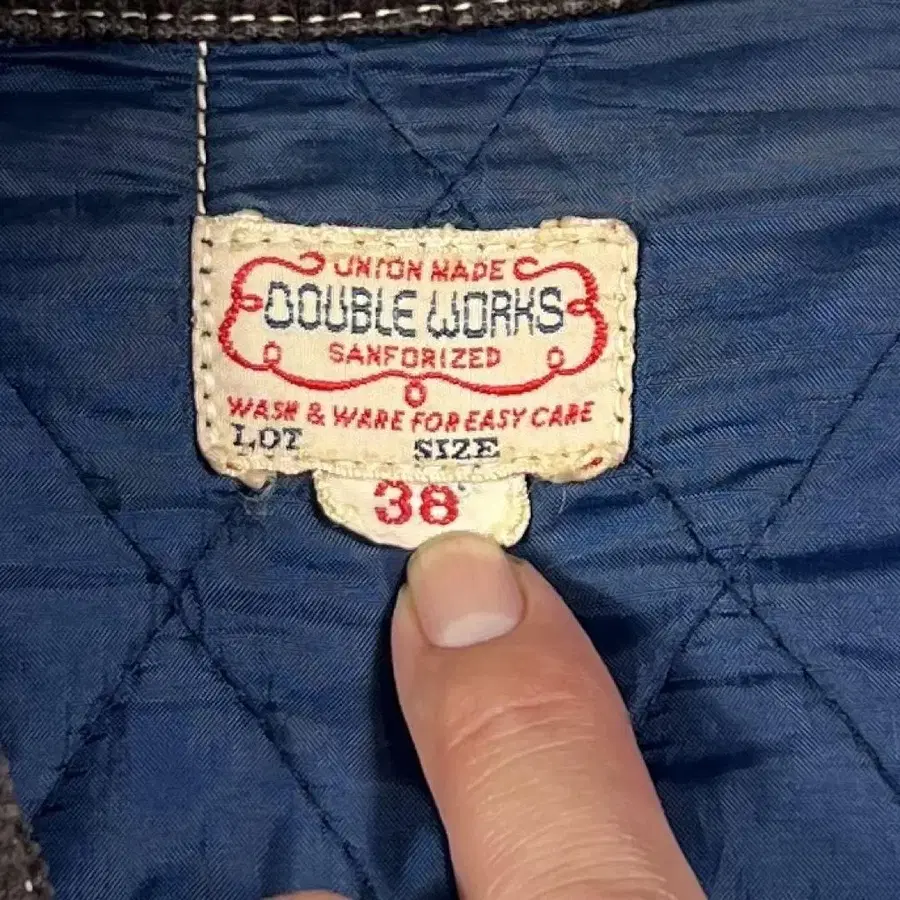 UNION MADE
DOUBLE WORKS
SANFORIZED
WASH & WARE FOR EASY CARE
LOT SIZE
38